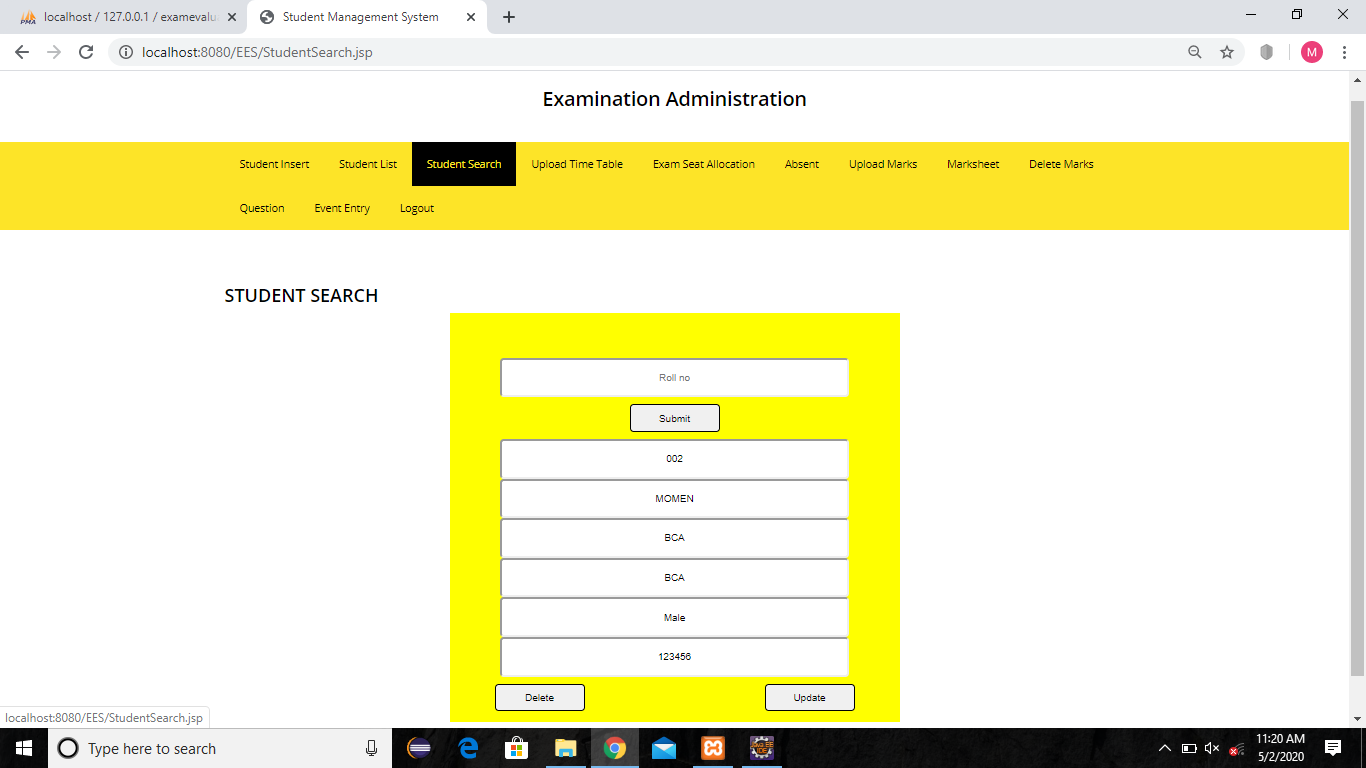 PMA localhost / 127.0.0.1 / examevalu
Student Management System
localhost:8080/EES/StudentSearch.jsp
M
Examination Administration
Student Insert Student List Student Search Upload Time Table Exam Seat Allocation Absent Upload Marks Marksheet Delete Marks
Question Event Entry Logout
STUDENT SEARCH
Roll no
Submit
002
MOMEN
BCA
BCA
Male
123456
Delete Update
localhost:8080/EES/StudentSearch.jsp
Type here to search
11:20 AM
5/2/2020